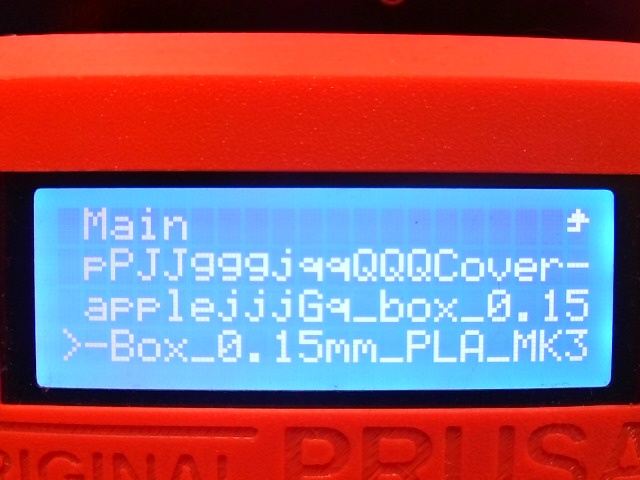 Main
pPJJgggjqqQQQCover-
applejjjGq_box_0.15
>-Box_0.15mm_PLA_MK3
ORIGINAL PRUSA